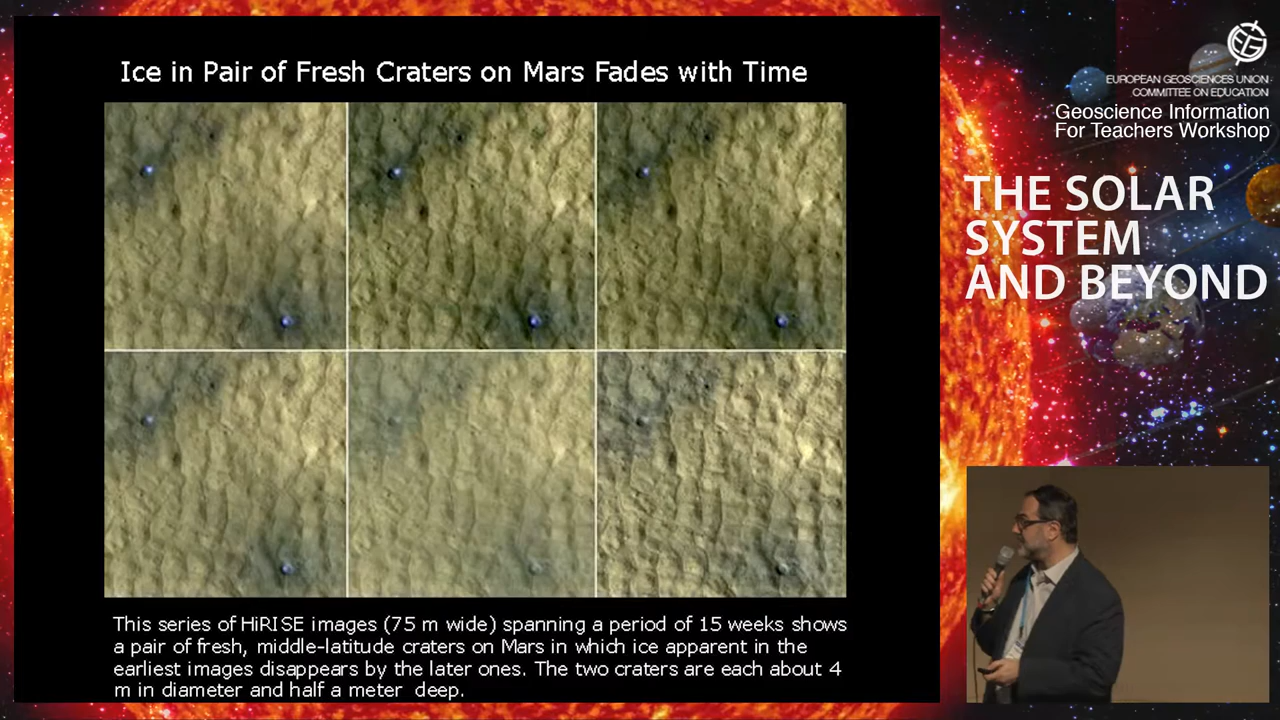 Ice in Pair of Fresh Craters on Mars Fades with Time
This series of HiRISE images (75 m wide) spanning a period of 15 weeks shows
a pair of fresh, middle-latitude craters on Mars in which ice apparent in the
earliest images disappears by the later ones. The two craters are each about 4
m in diameter and half a meter deep.
EGU
EUROPEAN GEOSCIENCES UNION
COMMITTEE ON EDUCATION
Geoscience Information
For Teachers Workshop
THE SOLAR
SYSTEM
AND BEYOND